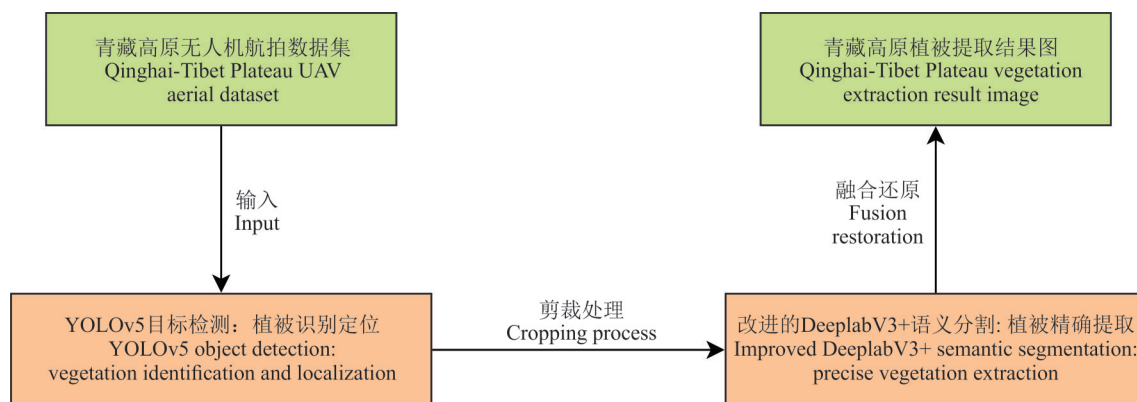 青藏高原无人机航拍数据集
Qinghai-Tibet Plateau UAV
aerial dataset
青藏高原植被提取结果图
Qinghai-Tibet Plateau vegetation
extraction result image
输入
Input
融合还原
Fusion
restoration
YOLOv5目标检测：植被识别定位
YOLOv5 object detection:
vegetation identification and localization
剪裁处理
Cropping process
改进的DeeplabV3+语义分割: 植被精确提取
Improved DeeplabV3+ semantic segmentation:
precise vegetation extraction